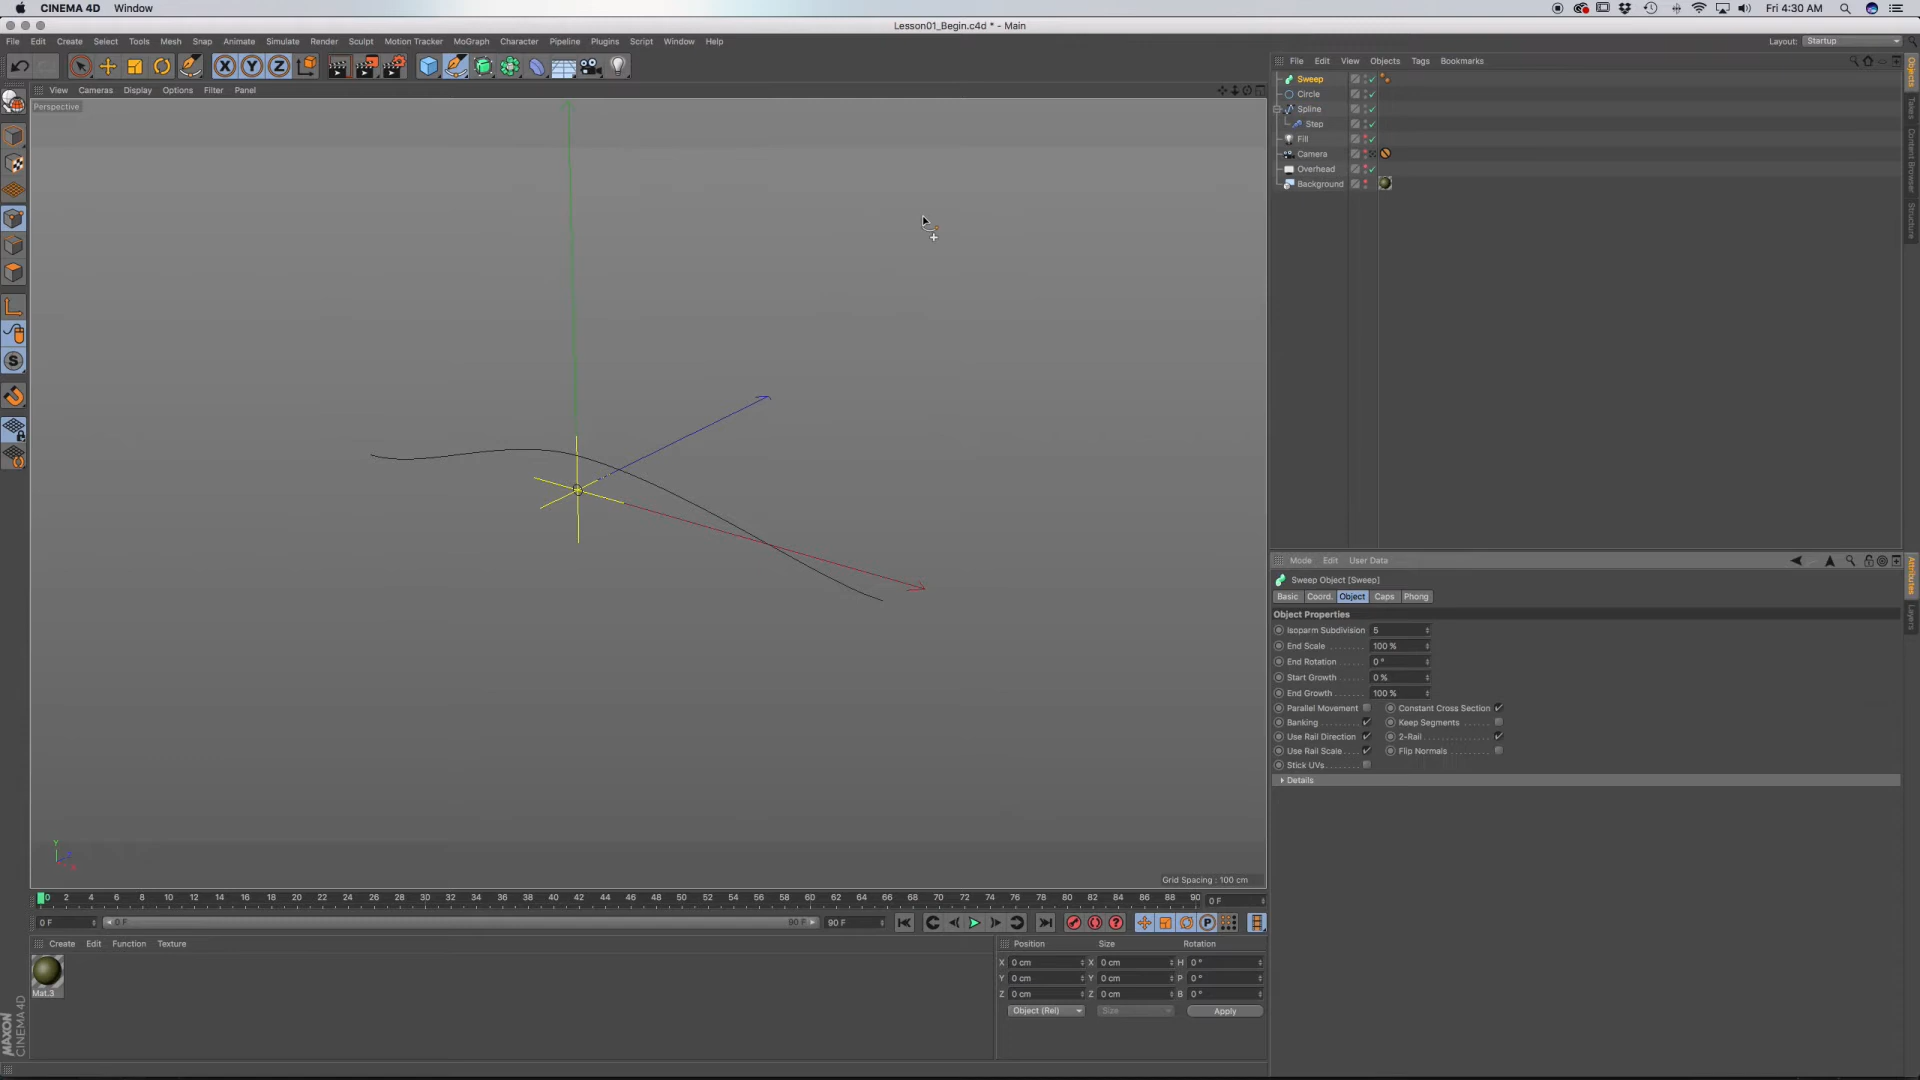 CINEMA 4D Window Fri 4:30 AM
Lesson01_Begin.c4d * - Main
File Edit Create Select Tools Mesh Snap Animate Simulate Render Sculpt Motion Tracker MoGraph Character Pipeline Plugins Script Window Help Layout: Startup
X Y Z
View Cameras Display Options Filter Panel
Perspective
File Edit View Objects Tags Bookmarks
Sweep
Circle
Spline
Step
Fill
Camera
Overhead
Background
Objects
Takes
Content Browser
Structure
S
Grid Spacing : 100 cm
Y
Mode Edit User Data
Sweep Object [Sweep]
Basic Coord. Object Caps Phong
Object Properties
Isoparm Subdivision 5
End Scale 100 %
End Rotation 0 °
Start Growth 0 %
End Growth 100 %
Parallel Movement Constant Cross Section
Banking Keep Segments
Use Rail Direction 2-Rail
Use Rail Scale Flip Normals
Stick UVs
Details
Attributes
Layers
0 2 4 6 8 10 12 14 16 18 20 22 24 26 28 30 32 34 36 38 40 42 44 46 48 50 52 54 56 58 60 62 64 66 68 70 72 74 76 78 80 82 84 86 88 90 0 F
0 F 0 F 90 F 90 F
Create Edit Function Texture
Mat.3
Position Size Rotation
X 0 cm X 0 cm H 0 °
Y 0 cm Y 0 cm P 0 °
Z 0 cm Z 0 cm B 0 °
Object (Rel) Size Apply
MAXON
CINEMA 4D